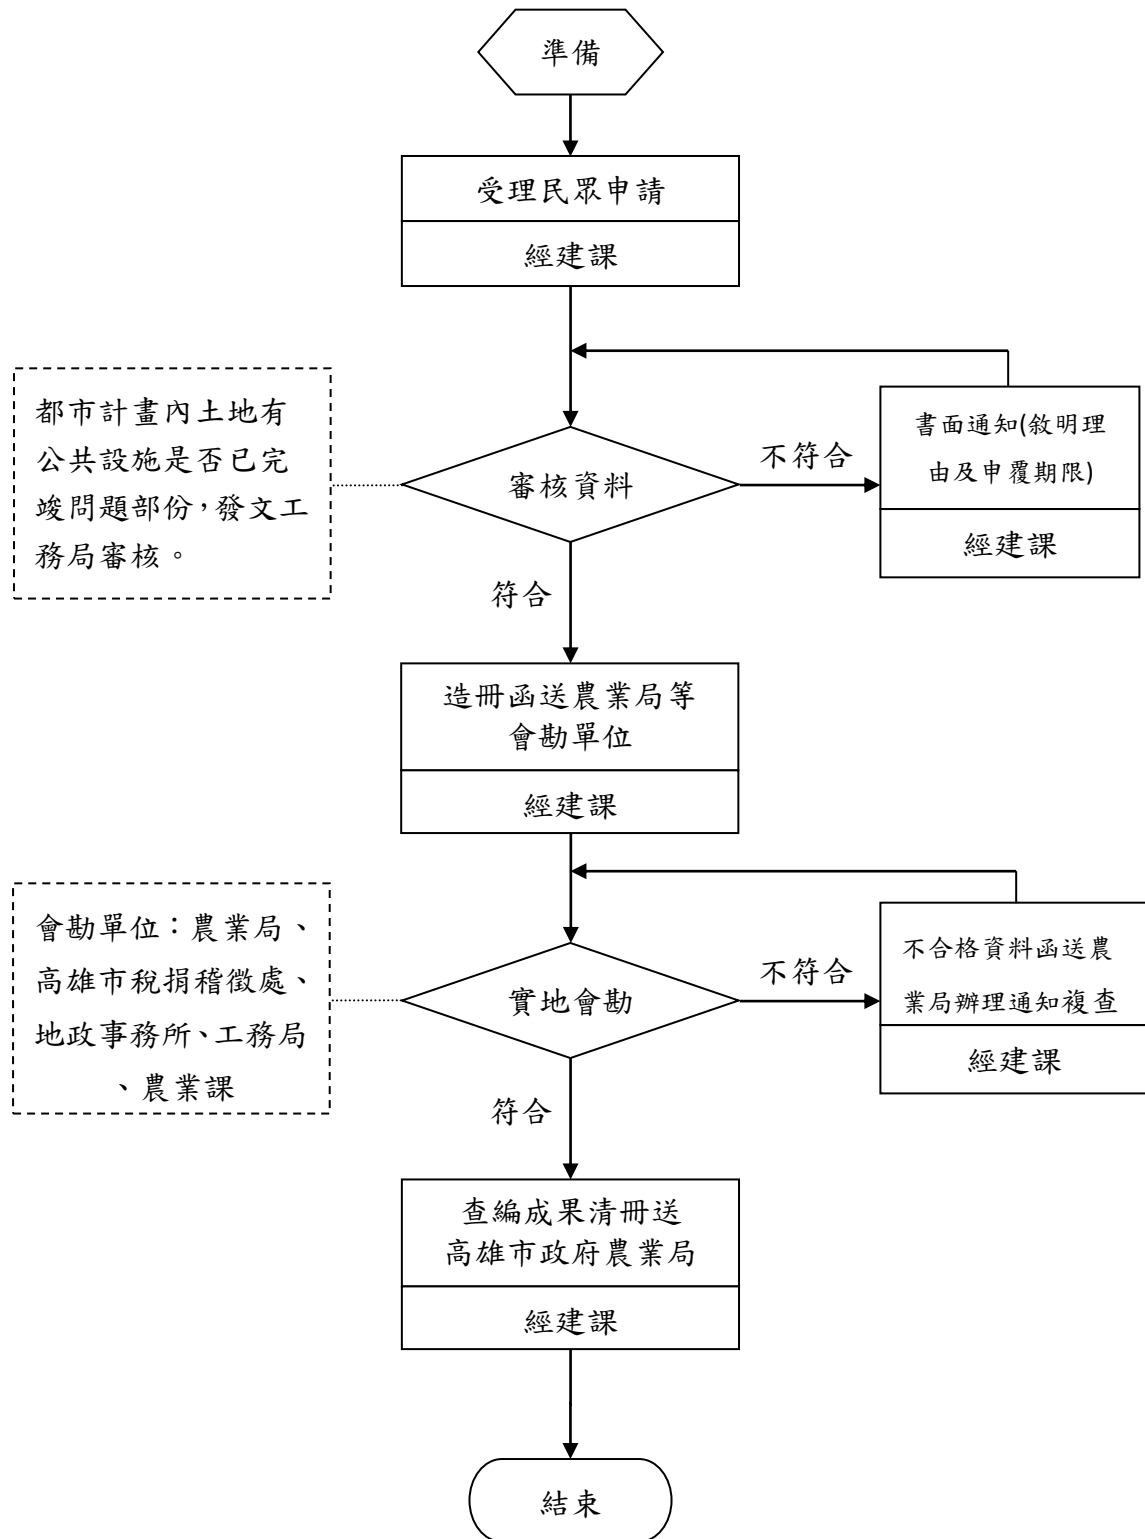 準備
受理民眾申請
經建課
都市計畫內土地有
公共設施是否已完
竣問題部份，發文工
務局審核。
審核資料
不符合
書面通知(敘明理
由及申覆期限)
經建課
符合
造冊函送農業局等
會勘單位
經建課
會勘單位：農業局、
高雄市稅捐稽徵處、
地政事務所、工務局
、農業課
實地會勘
不符合
不合格資料函送農
業局辦理通知複查
經建課
符合
查編成果清冊送
高雄市政府農業局
經建課
結束